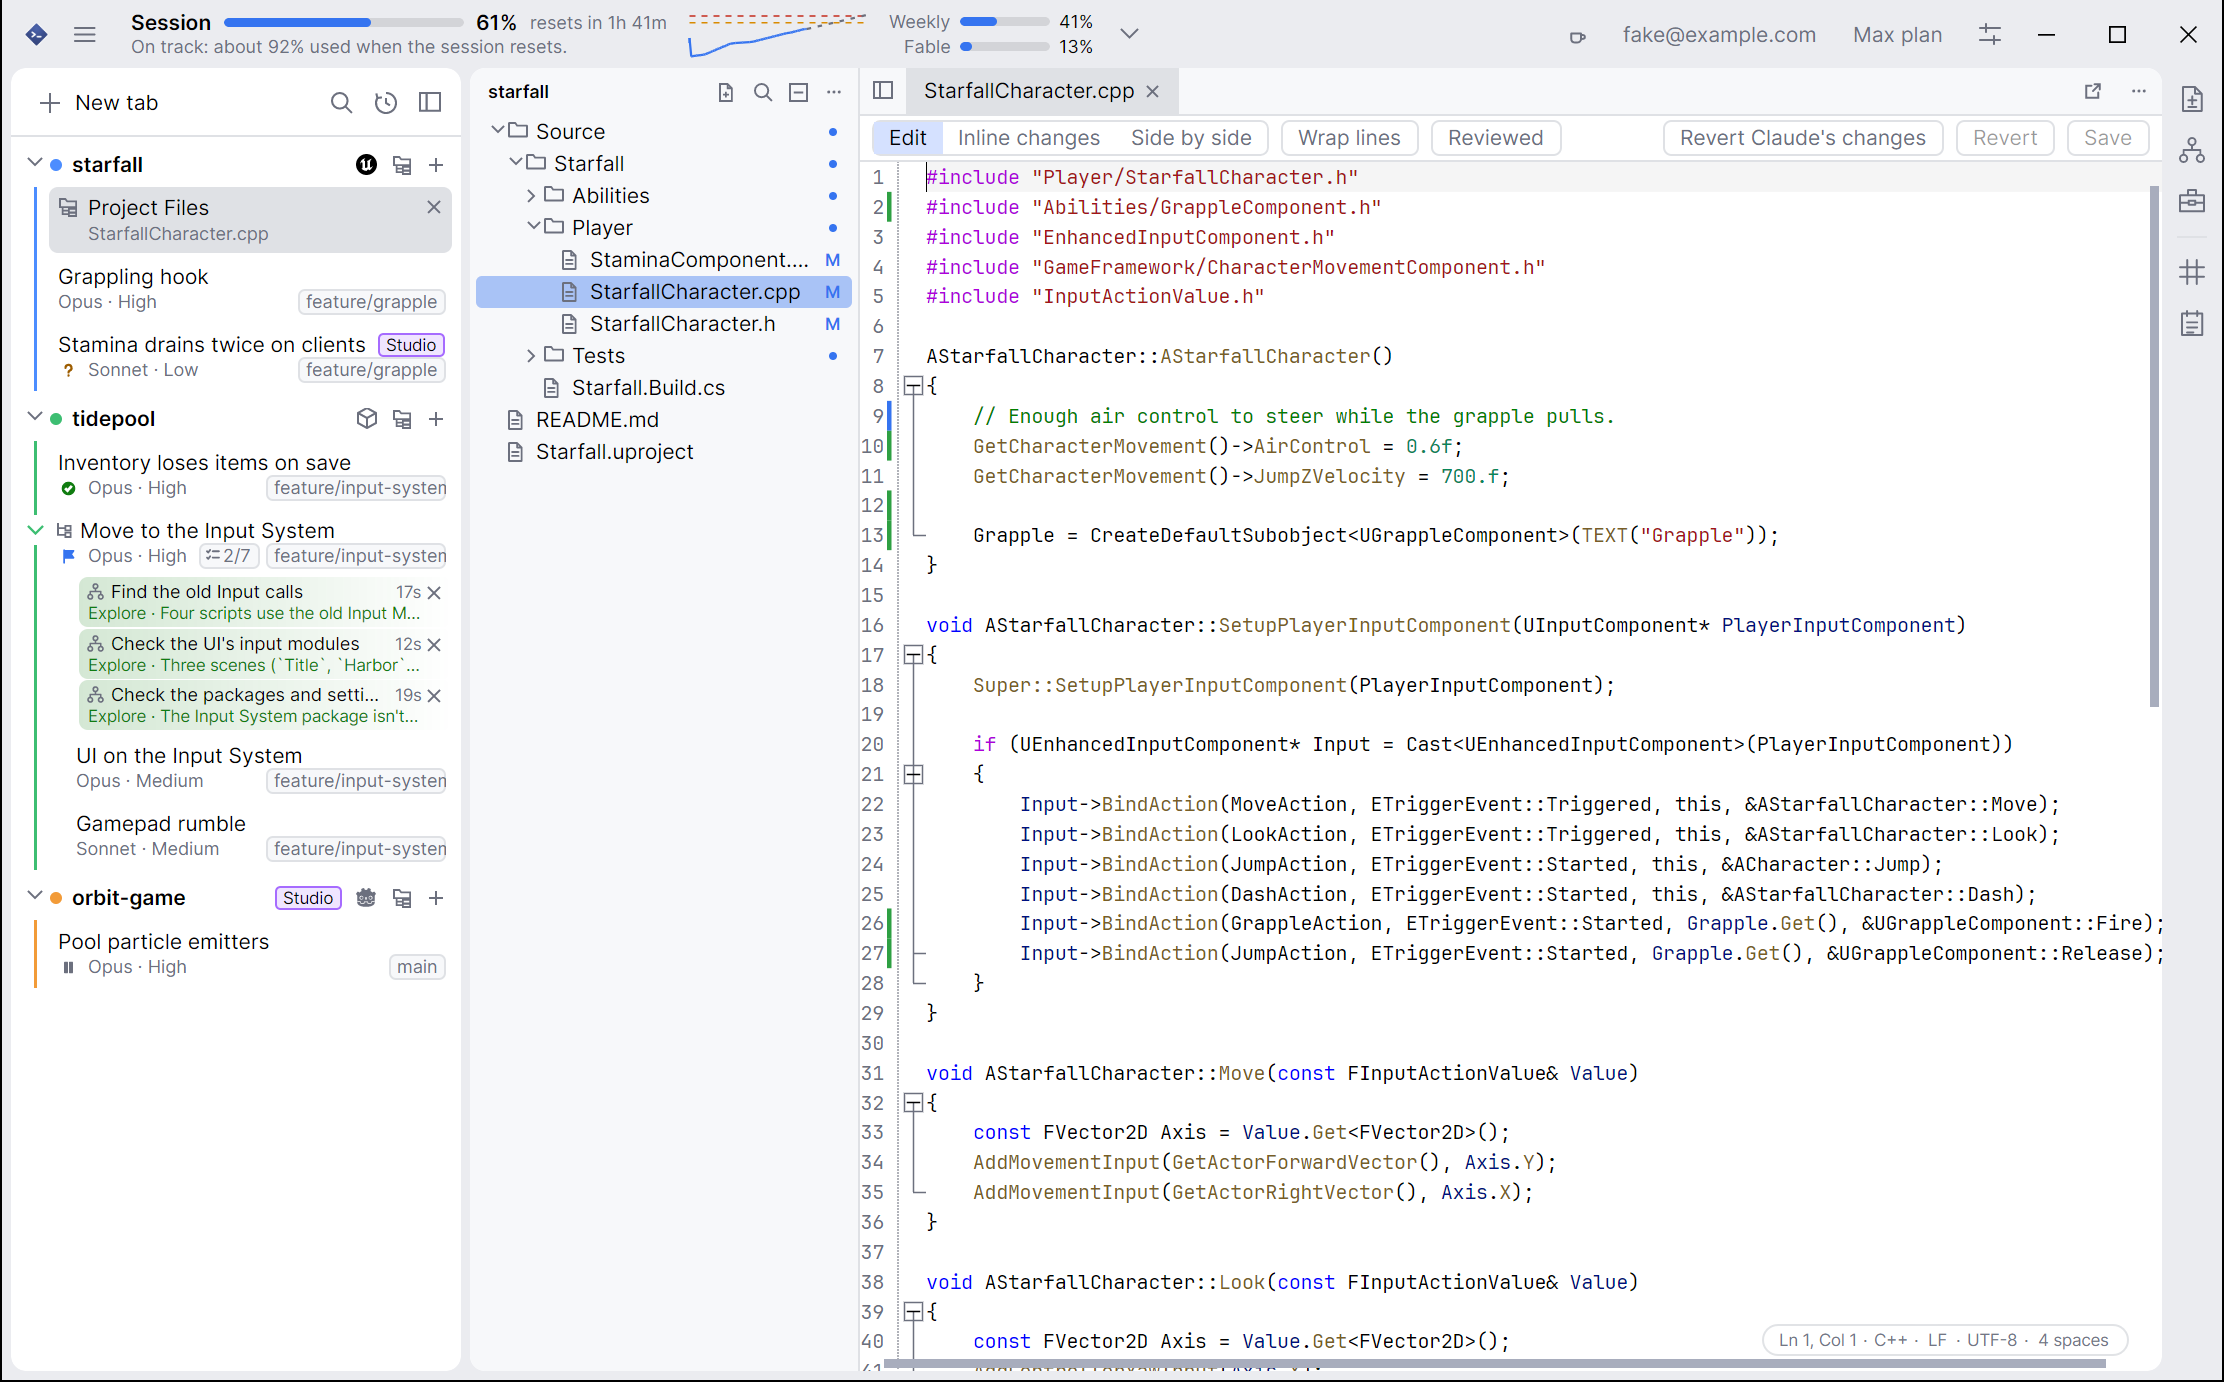 Session 61% resets in 1h 41m
On track: about 92% used when the session resets.
Weekly 41%
Fable 13%
fake@example.com
Max plan
New tab
starfall
Project Files
StarfallCharacter.cpp
Grappling hook
Opus · High feature/grapple
Stamina drains twice on clients Studio
? Sonnet · Low feature/grapple
tidepool
Inventory loses items on save
Opus · High feature/input-system
Move to the Input System
Opus · High 2/7 feature/input-system
Find the old Input calls 17s
Explore · Four scripts use the old Input M...
Check the UI's input modules 12s
Explore · Three scenes (`Title`, `Harbor`...
Check the packages and setti... 19s
Explore · The Input System package isn't...
UI on the Input System
Opus · Medium feature/input-system
Gamepad rumble
Sonnet · Medium feature/input-system
orbit-game Studio
Pool particle emitters
Opus · High main
starfall
Source
Starfall
Abilities
Player
StaminaComponent.... M
StarfallCharacter.cpp M
StarfallCharacter.h M
Tests
Starfall.Build.cs
README.md
Starfall.uproject
StarfallCharacter.cpp
Edit Inline changes Side by side Wrap lines Reviewed Revert Claude's changes Revert Save
1 #include "Player/StarfallCharacter.h"
2 #include "Abilities/GrappleComponent.h"
3 #include "EnhancedInputComponent.h"
4 #include "GameFramework/CharacterMovementComponent.h"
5 #include "InputActionValue.h"
6
7 AStarfallCharacter::AStarfallCharacter()
8 {
9 // Enough air control to steer while the grapple pulls.
10 GetCharacterMovement()->AirControl = 0.6f;
11 GetCharacterMovement()->JumpZVelocity = 700.f;
12
13 Grapple = CreateDefaultSubobject<UGrappleComponent>(TEXT("Grapple"));
14 }
15
16 void AStarfallCharacter::SetupPlayerInputComponent(UInputComponent* PlayerInputComponent)
17 {
18 Super::SetupPlayerInputComponent(PlayerInputComponent);
19
20 if (UEnhancedInputComponent* Input = Cast<UEnhancedInputComponent>(PlayerInputComponent))
21 {
22 Input->BindAction(MoveAction, ETriggerEvent::Triggered, this, &AStarfallCharacter::Move);
23 Input->BindAction(LookAction, ETriggerEvent::Triggered, this, &AStarfallCharacter::Look);
24 Input->BindAction(JumpAction, ETriggerEvent::Started, this, &ACharacter::Jump);
25 Input->BindAction(DashAction, ETriggerEvent::Started, this, &AStarfallCharacter::Dash);
26 Input->BindAction(GrappleAction, ETriggerEvent::Started, Grapple.Get(), &UGrappleComponent::Fire);
27 Input->BindAction(JumpAction, ETriggerEvent::Started, Grapple.Get(), &UGrappleComponent::Release);
28 }
29 }
30
31 void AStarfallCharacter::Move(const FInputActionValue& Value)
32 {
33 const FVector2D Axis = Value.Get<FVector2D>();
34 AddMovementInput(GetActorForwardVector(), Axis.Y);
35 AddMovementInput(GetActorRightVector(), Axis.X);
36 }
37
38 void AStarfallCharacter::Look(const FInputActionValue& Value)
39 {
40 const FVector2D Axis = Value.Get<FVector2D>();
Ln 1, Col 1 · C++ · LF · UTF-8 · 4 spaces